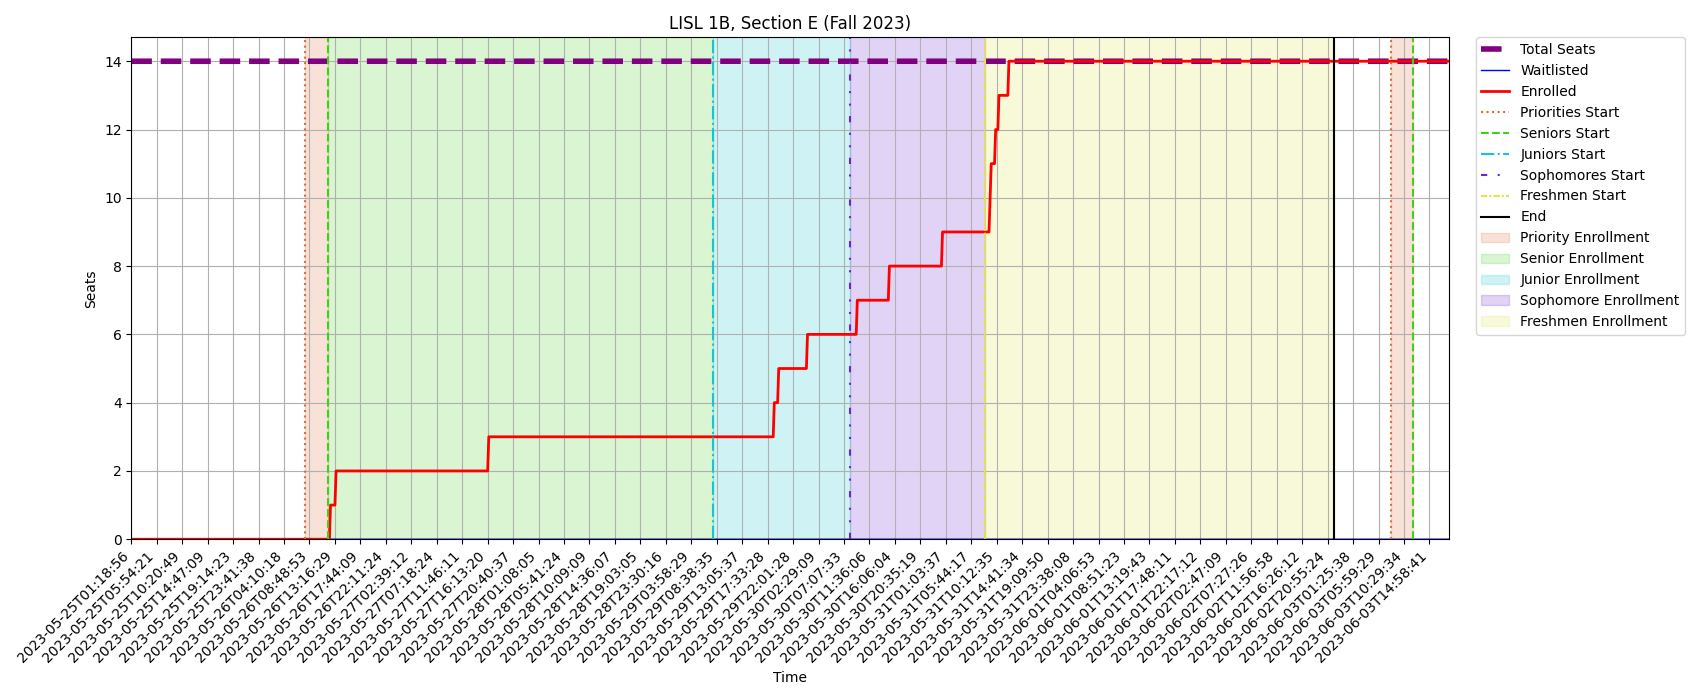 LISL 1B, Section E (Fall 2023)
Seats
14
12
10
8
6
4
2
0
2023-05-25T01:18:56
2023-05-25T05:54:21
2023-05-25T10:20:49
2023-05-25T14:47:09
2023-05-25T19:14:23
2023-05-25T23:41:38
2023-05-26T04:10:18
2023-05-26T08:48:53
2023-05-26T13:16:29
2023-05-26T17:44:09
2023-05-26T22:11:24
2023-05-27T02:39:12
2023-05-27T07:18:24
2023-05-27T11:46:11
2023-05-27T16:13:20
2023-05-27T20:40:37
2023-05-28T01:08:05
2023-05-28T05:41:24
2023-05-28T10:09:09
2023-05-28T14:36:07
2023-05-28T19:03:05
2023-05-28T23:30:16
2023-05-29T03:58:29
2023-05-29T08:38:35
2023-05-29T13:05:37
2023-05-29T17:33:28
2023-05-29T22:01:28
2023-05-30T02:29:09
2023-05-30T07:07:33
2023-05-30T11:36:06
2023-05-30T16:06:04
2023-05-30T20:35:19
2023-05-31T01:03:37
2023-05-31T05:44:17
2023-05-31T10:12:35
2023-05-31T14:41:34
2023-05-31T19:09:50
2023-05-31T23:38:08
2023-06-01T04:06:53
2023-06-01T08:51:23
2023-06-01T13:19:43
2023-06-01T17:48:11
2023-06-01T22:17:12
2023-06-02T02:47:09
2023-06-02T07:27:26
2023-06-02T11:56:58
2023-06-02T16:26:12
2023-06-02T20:55:24
2023-06-03T01:25:38
2023-06-03T05:59:29
2023-06-03T10:29:34
2023-06-03T14:58:41
Time
Total Seats
Waitlisted
Enrolled
Priorities Start
Seniors Start
Juniors Start
Sophomores Start
Freshmen Start
End
Priority Enrollment
Senior Enrollment
Junior Enrollment
Sophomore Enrollment
Freshmen Enrollment